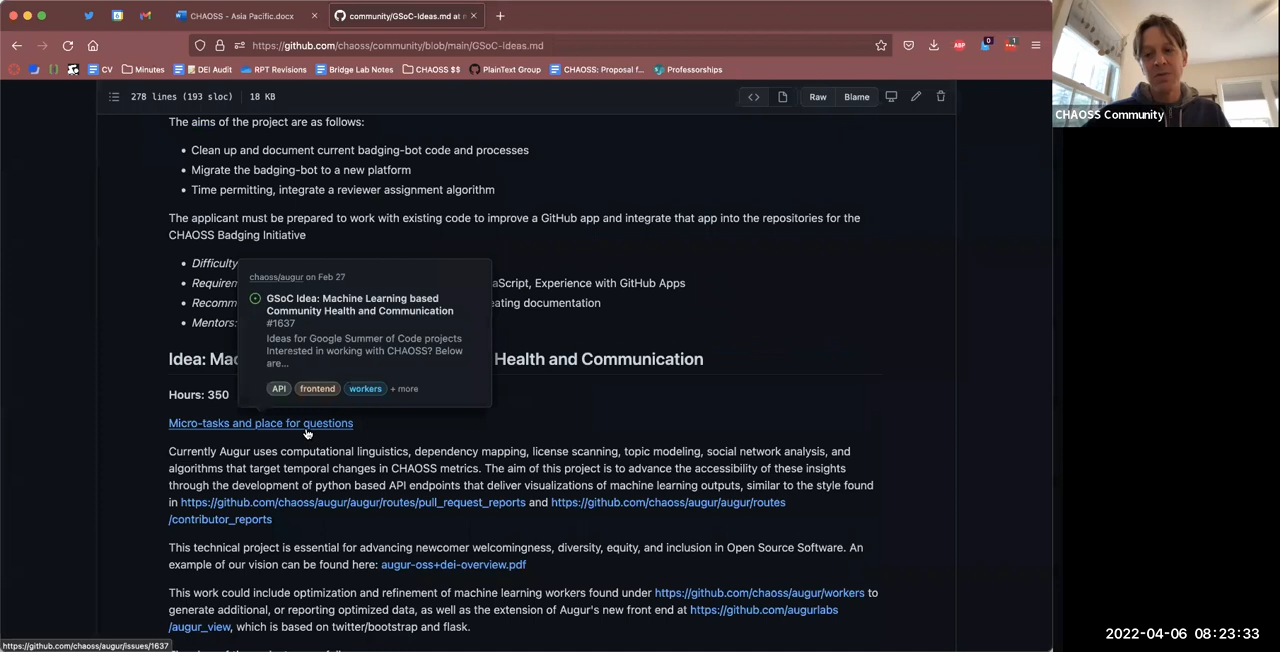 CHAOSS - Asia Pacific.docx
community/GSoC-Ideas.md at
https://github.com/chaoss/community/blob/main/GSoC-Ideas.md
CV
Minutes
DEI Audit
RPT Revisions
Bridge Lab Notes
CHAOSS $$
PlainText Group
CHAOSS: Proposal f...
Professorships
278 lines (193 sloc)
18 KB
Raw
Blame
The aims of the project are as follows:
• Clean up and document current badging-bot code and processes
• Migrate the badging-bot to a new platform
• Time permitting, integrate a reviewer assignment algorithm
The applicant must be prepared to work with existing code to improve a GitHub app and integrate that app into the repositories for the
CHAOSS Badging Initiative
• Difficulty
• Requirem aScript, Experience with GitHub Apps
• Recomm eating documentation
• Mentors:
chaoss/augur on Feb 27
GSoC Idea: Machine Learning based
Community Health and Communication
#1637
Ideas for Google Summer of Code projects
Interested in working with CHAOSS? Below
are...
API frontend workers + more
Idea: Mac Health and Communication
Hours: 350
Micro-tasks and place for questions
Currently Augur uses computational linguistics, dependency mapping, license scanning, topic modeling, social network analysis, and
algorithms that target temporal changes in CHAOSS metrics. The aim of this project is to advance the accessibility of these insights
through the development of python based API endpoints that deliver visualizations of machine learning outputs, similar to the style found
in https://github.com/chaoss/augur/augur/routes/pull_request_reports and https://github.com/chaoss/augur/augur/routes
/contributor_reports
This technical project is essential for advancing newcomer welcomingness, diversity, equity, and inclusion in Open Source Software. An
example of our vision can be found here: augur-oss+dei-overview.pdf
This work could include optimization and refinement of machine learning workers found under https://github.com/chaoss/augur/workers to
generate additional, or reporting optimized data, as well as the extension of Augur's new front end at https://github.com/augurlabs
/augur_view, which is based on twitter/bootstrap and flask.
https://github.com/chaoss/augur/issues/1637
CHAOSS Community
2022-04-06 08:23:33